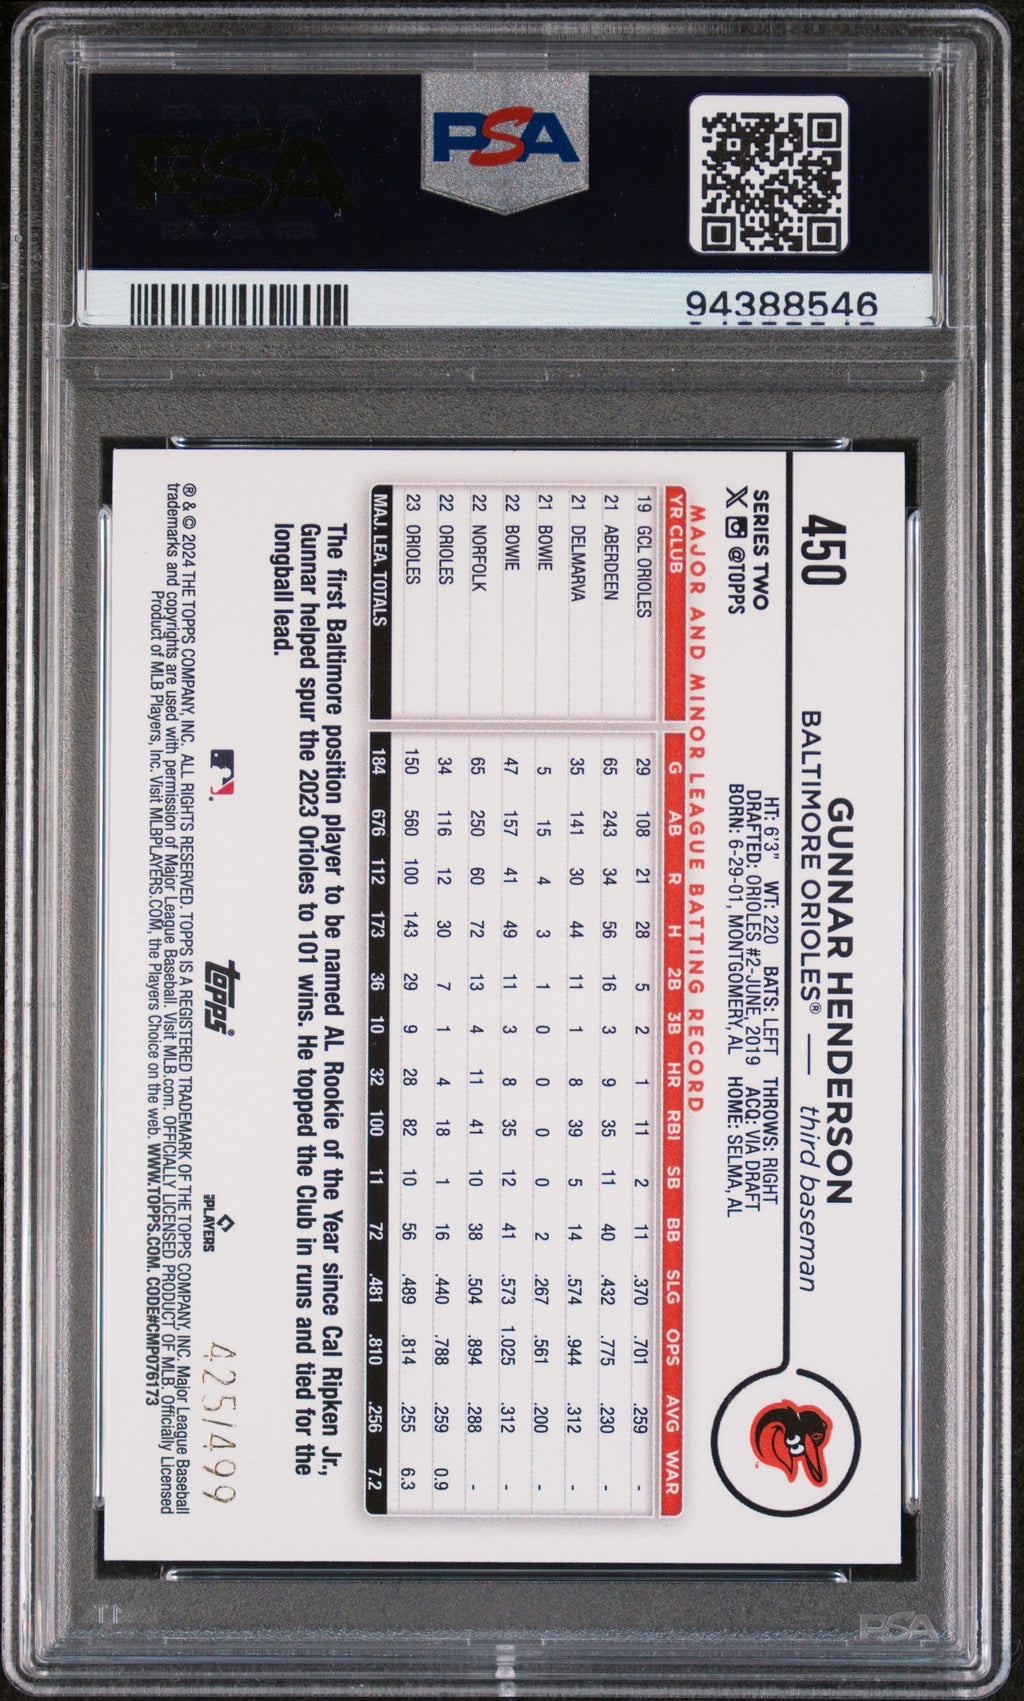 PSA
PSA
94388546
450
GUNNAR HENDERSON
BALTIMORE ORIOLES® — third baseman
SERIES TWO
@TOPPS
HT: 6'3" WT: 220 BATS: LEFT THROWS: RIGHT
DRAFTED: ORIOLES #2-JUNE, 2019 ACQ: VIA DRAFT
BORN: 6-29-01, MONTGOMERY, AL HOME: SELMA, AL
MAJOR AND MINOR LEAGUE BATTING RECORD
YR CLUB G AB R H 2B 3B HR RBI SB BB SLG OPS AVG WAR
19 GCL ORIOLES 29 108 21 28 5 2 1 11 2 11 .370 .701 .259 -
21 ABERDEEN 65 243 34 56 16 3 9 35 11 40 .432 .775 .230 -
21 DELMARVA 35 141 30 44 11 1 8 39 5 14 .574 .944 .312 -
21 BOWIE 5 15 4 3 1 0 0 0 0 2 .267 .561 .200 -
22 BOWIE 47 157 41 49 11 3 8 35 12 41 .573 1.025 .312 -
22 NORFOLK 65 250 60 72 13 4 11 41 10 38 .504 .894 .288 -
22 ORIOLES 34 116 12 30 7 1 4 18 1 16 .440 .788 .259 0.9
23 ORIOLES 150 560 100 143 29 9 28 82 10 56 .489 .814 .255 6.3
MAJ. LEA. TOTALS 184 676 112 173 36 10 32 100 11 72 .481 .810 .256 7.2
The first Baltimore position player to be named AL Rookie of the Year since Cal Ripken Jr.,
Gunnar helped spur the 2023 Orioles to 101 wins. He topped the Club in runs and tied for the
longball lead.
topps®
PLAYERS
425/499
® & © 2024 THE TOPPS COMPANY, INC. ALL RIGHTS RESERVED. TOPPS IS A REGISTERED TRADEMARK OF THE TOPPS COMPANY, INC. Major League Baseball
trademarks and copyrights are used with permission of Major League Baseball. Visit MLB.com. OFFICIALLY LICENSED PRODUCT OF MLB. Officially Licensed
Product of MLB Players, Inc. Visit MLBPLAYERS.COM, the Players Choice on the web. WWW.TOPPS.COM. CODE#CMP076173
PSA